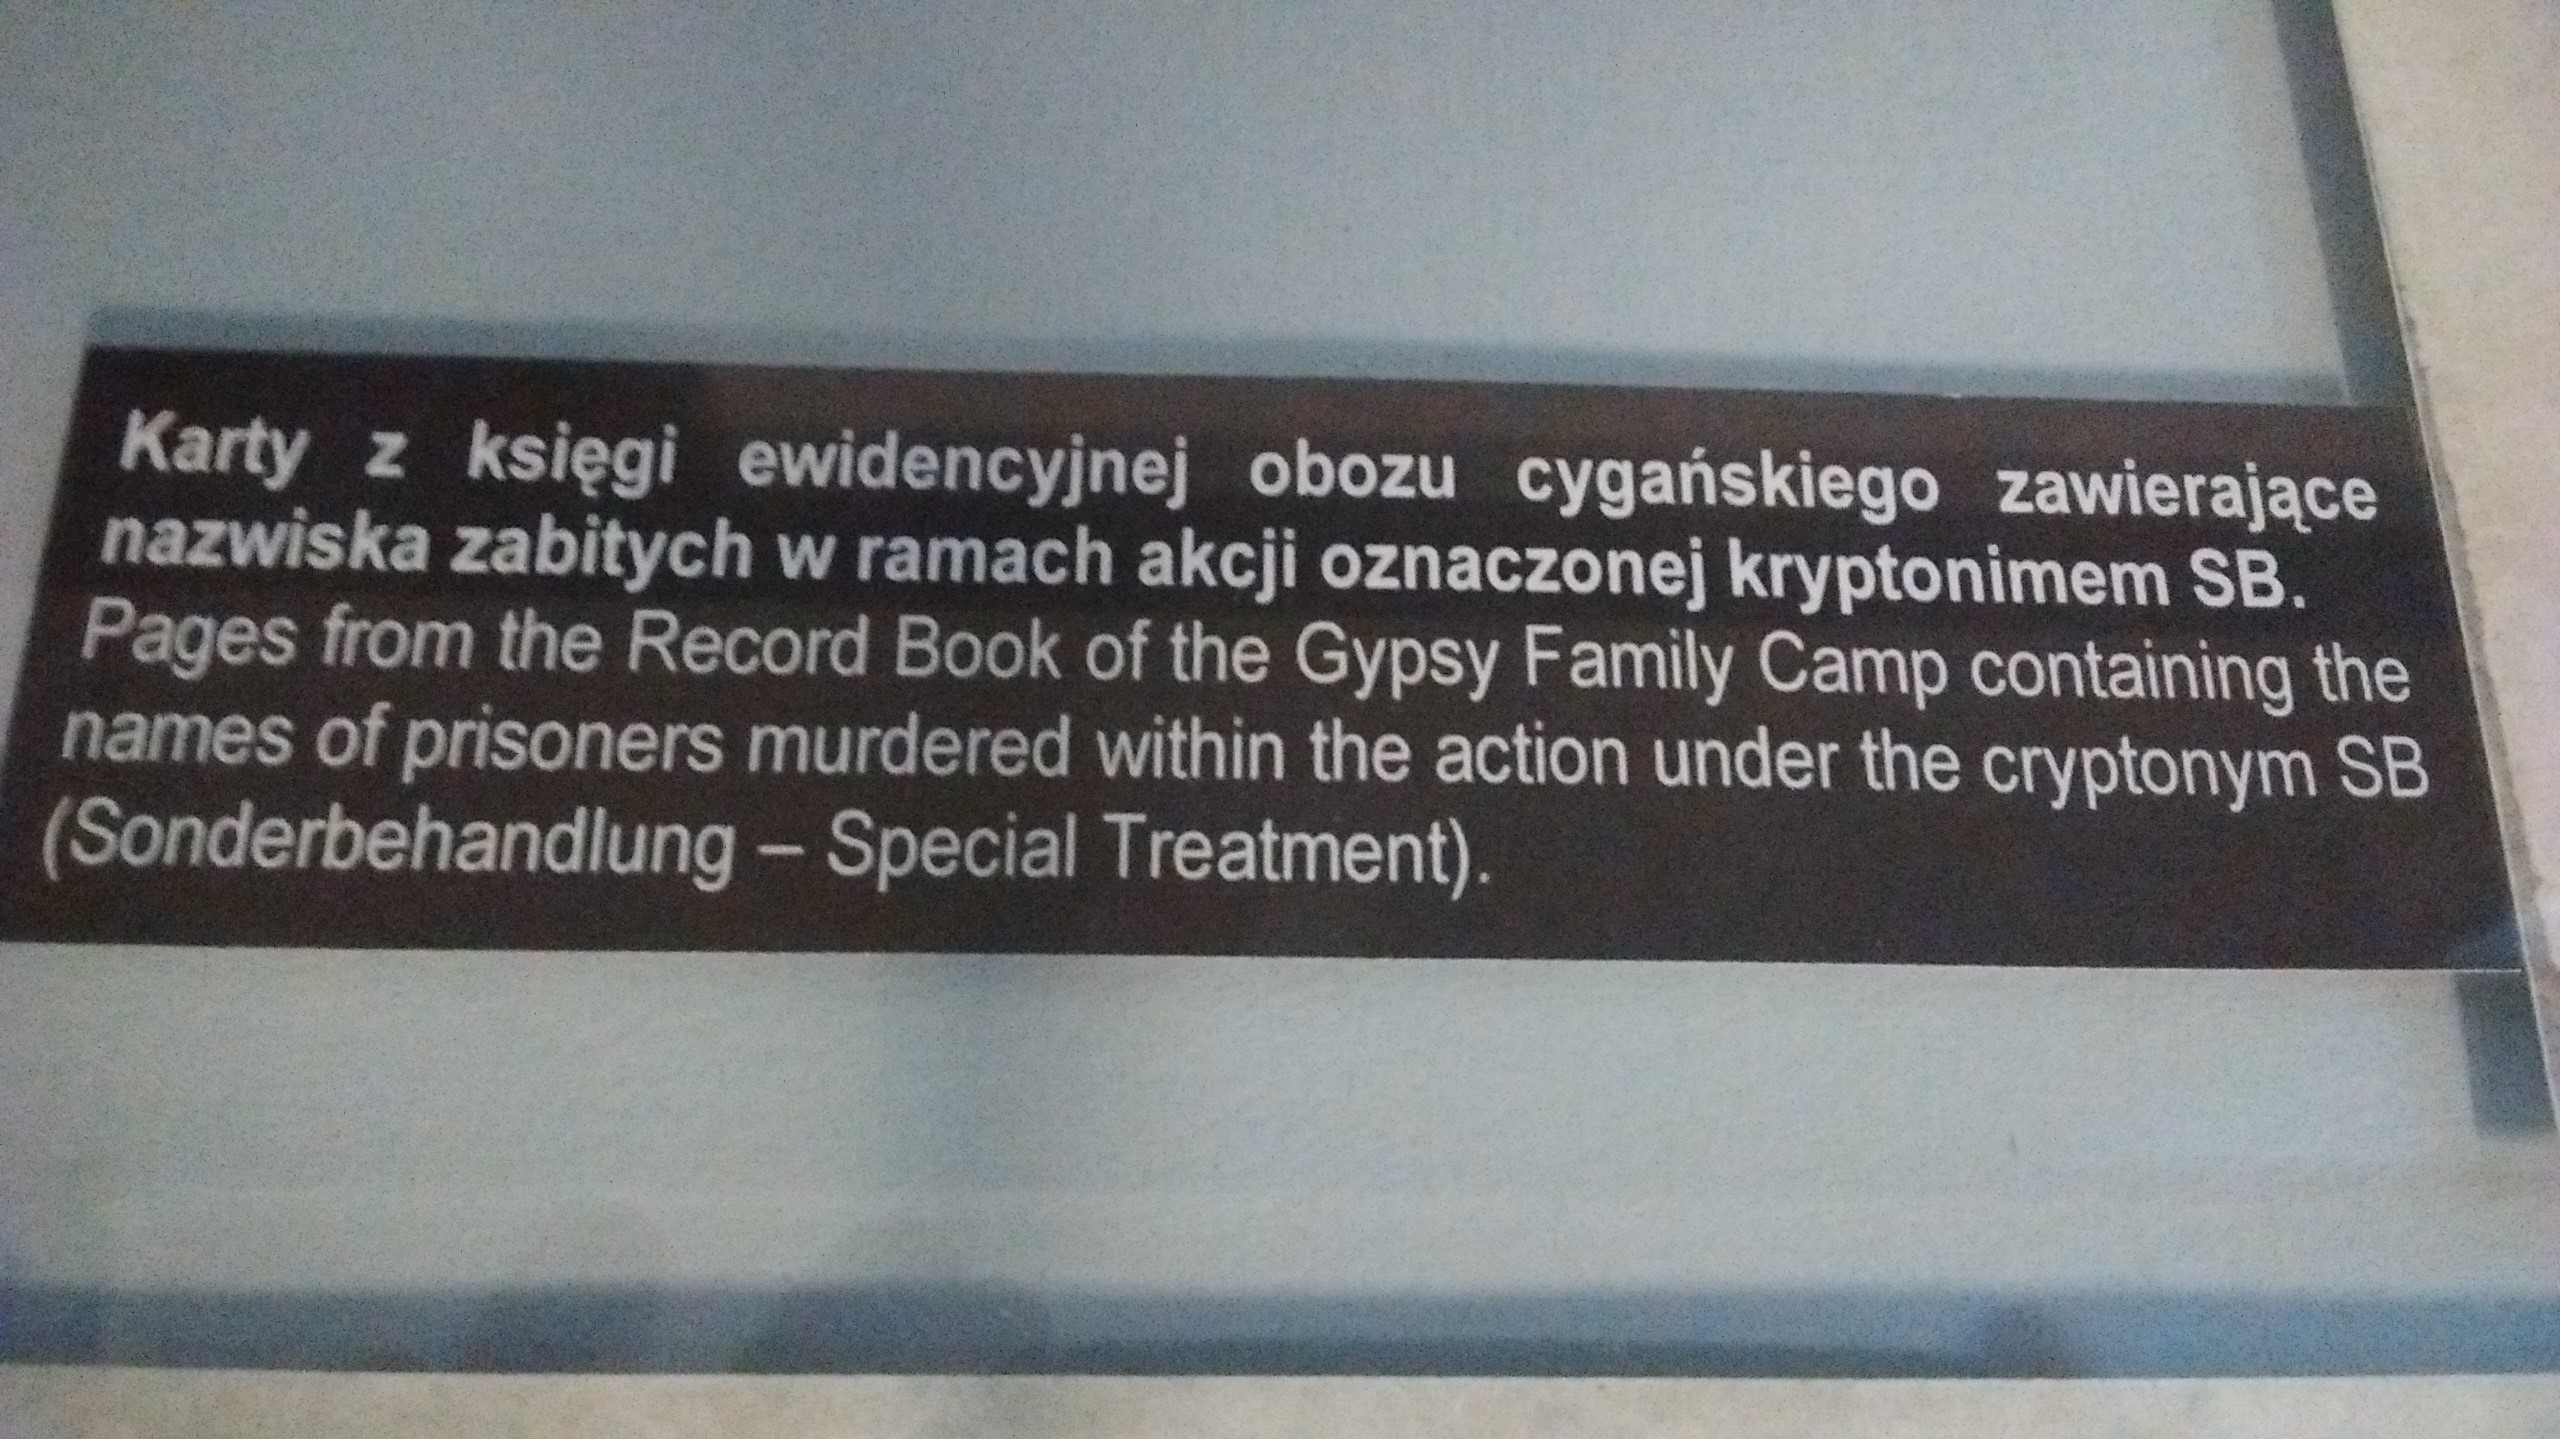 Karty z księgi ewidencyjnej obozu cygańskiego zawierające
nazwiska zabitych w ramach akcji oznaczonej kryptonimem SB.
Pages from the Record Book of the Gypsy Family Camp containing the
names of prisoners murdered within the action under the cryptonym SB
(Sonderbehandlung – Special Treatment).